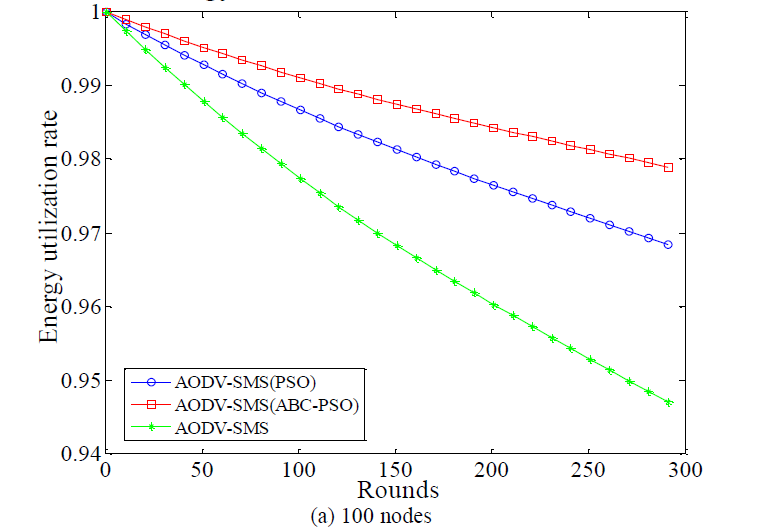 1
0.99
0.98
0.97
0.96
0.95
0.94
Energy utilization rate
AODV-SMS(PSO)
AODV-SMS(ABC-PSO)
AODV-SMS
0 50 100 150 200 250 300
Rounds
(a) 100 nodes